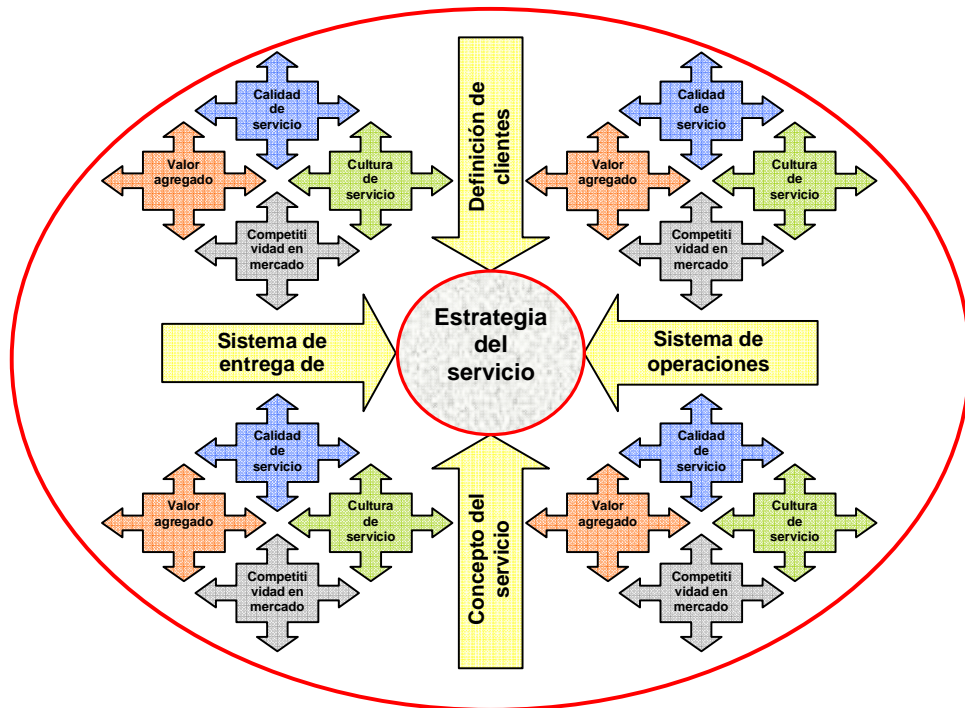 Calidad
de
servicio
Valor
agregado
Cultura
de
servicio
Competiti
vidad en
mercado
Definición de
clientes
Calidad
de
servicio
Valor
agregado
Cultura
de
servicio
Competiti
vidad en
mercado
Sistema de
entrega de
Estrategia
del
servicio
Sistema de
operaciones
Calidad
de
servicio
Valor
agregado
Cultura
de
servicio
Competiti
vidad en
mercado
Concepto del
servicio
Calidad
de
servicio
Valor
agregado
Cultura
de
servicio
Competiti
vidad en
mercado